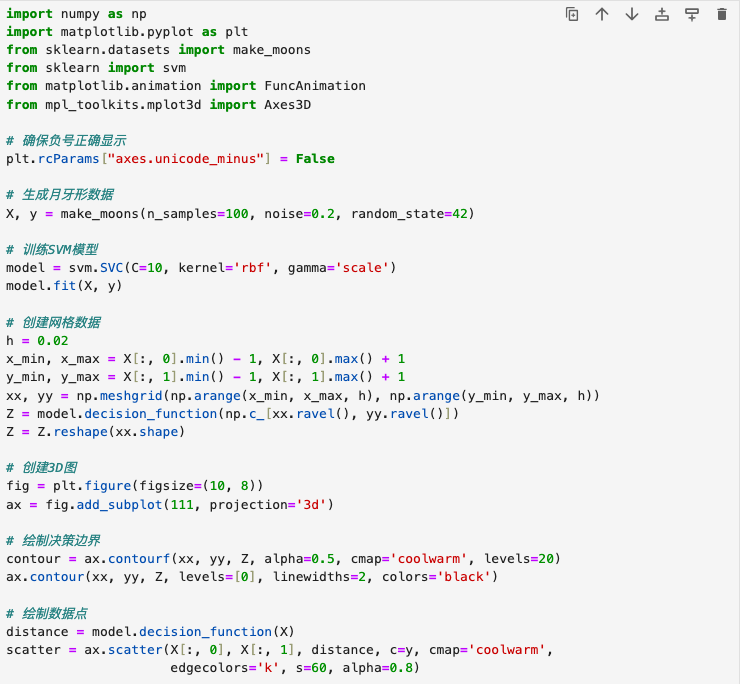 import numpy as np
import matplotlib.pyplot as plt
from sklearn.datasets import make_moons
from sklearn import svm
from matplotlib.animation import FuncAnimation
from mpl_toolkits.mplot3d import Axes3D
# 确保负号正确显示
plt.rcParams["axes.unicode_minus"] = False
# 生成月牙形数据
X, y = make_moons(n_samples=100, noise=0.2, random_state=42)
# 训练SVM模型
model = svm.SVC(C=10, kernel='rbf', gamma='scale')
model.fit(X, y)
# 创建网格数据
h = 0.02
x_min, x_max = X[:, 0].min() - 1, X[:, 0].max() + 1
y_min, y_max = X[:, 1].min() - 1, X[:, 1].max() + 1
xx, yy = np.meshgrid(np.arange(x_min, x_max, h), np.arange(y_min, y_max, h))
Z = model.decision_function(np.c_[xx.ravel(), yy.ravel()])
Z = Z.reshape(xx.shape)
# 创建3D图
fig = plt.figure(figsize=(10, 8))
ax = fig.add_subplot(111, projection='3d')
# 绘制决策边界
contour = ax.contourf(xx, yy, Z, alpha=0.5, cmap='coolwarm', levels=20)
ax.contour(xx, yy, Z, levels=[0], linewidths=2, colors='black')
# 绘制数据点
distance = model.decision_function(X)
scatter = ax.scatter(X[:, 0], X[:, 1], distance, c=y, cmap='coolwarm',
edgecolors='k', s=60, alpha=0.8)